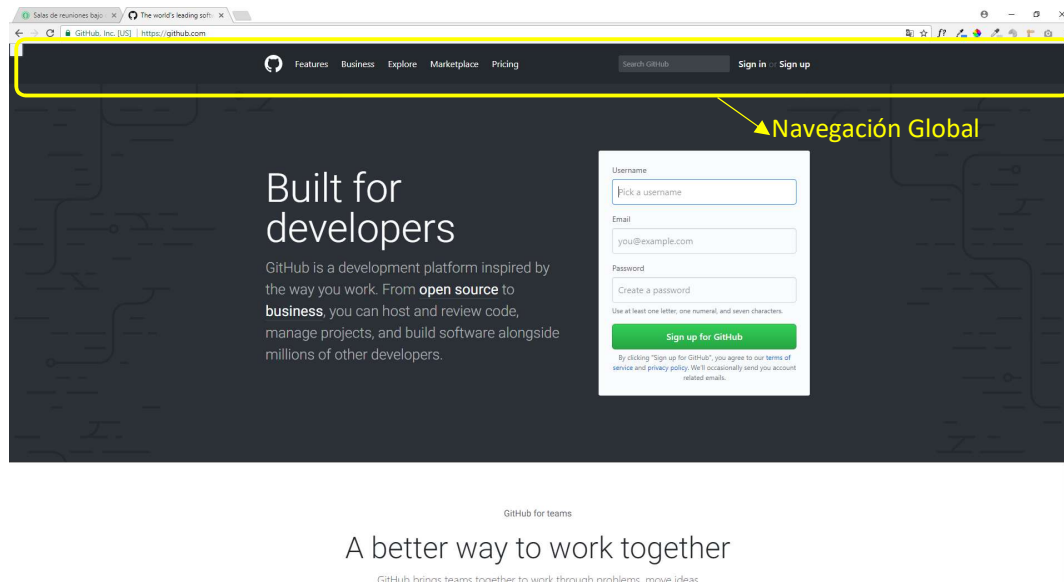 Salas de reuniones bajo
The world's leading soft
GitHub, Inc. [US] | https://github.com
f?
Features Business Explore Marketplace Pricing Search GitHub Sign in or Sign up
Navegación Global
Built for
developers
GitHub is a development platform inspired by
the way you work. From open source to
business, you can host and review code,
manage projects, and build software alongside
millions of other developers.
Username
Pick a username
Email
you@example.com
Password
Create a password
Use at least one letter, one numeral, and seven characters.
Sign up for GitHub
By clicking "Sign up for GitHub", you agree to our terms of
service and privacy policy. We'll occasionally send you account
related emails.
GitHub for teams
A better way to work together
GitHub brings teams together to work through problems, move ideas